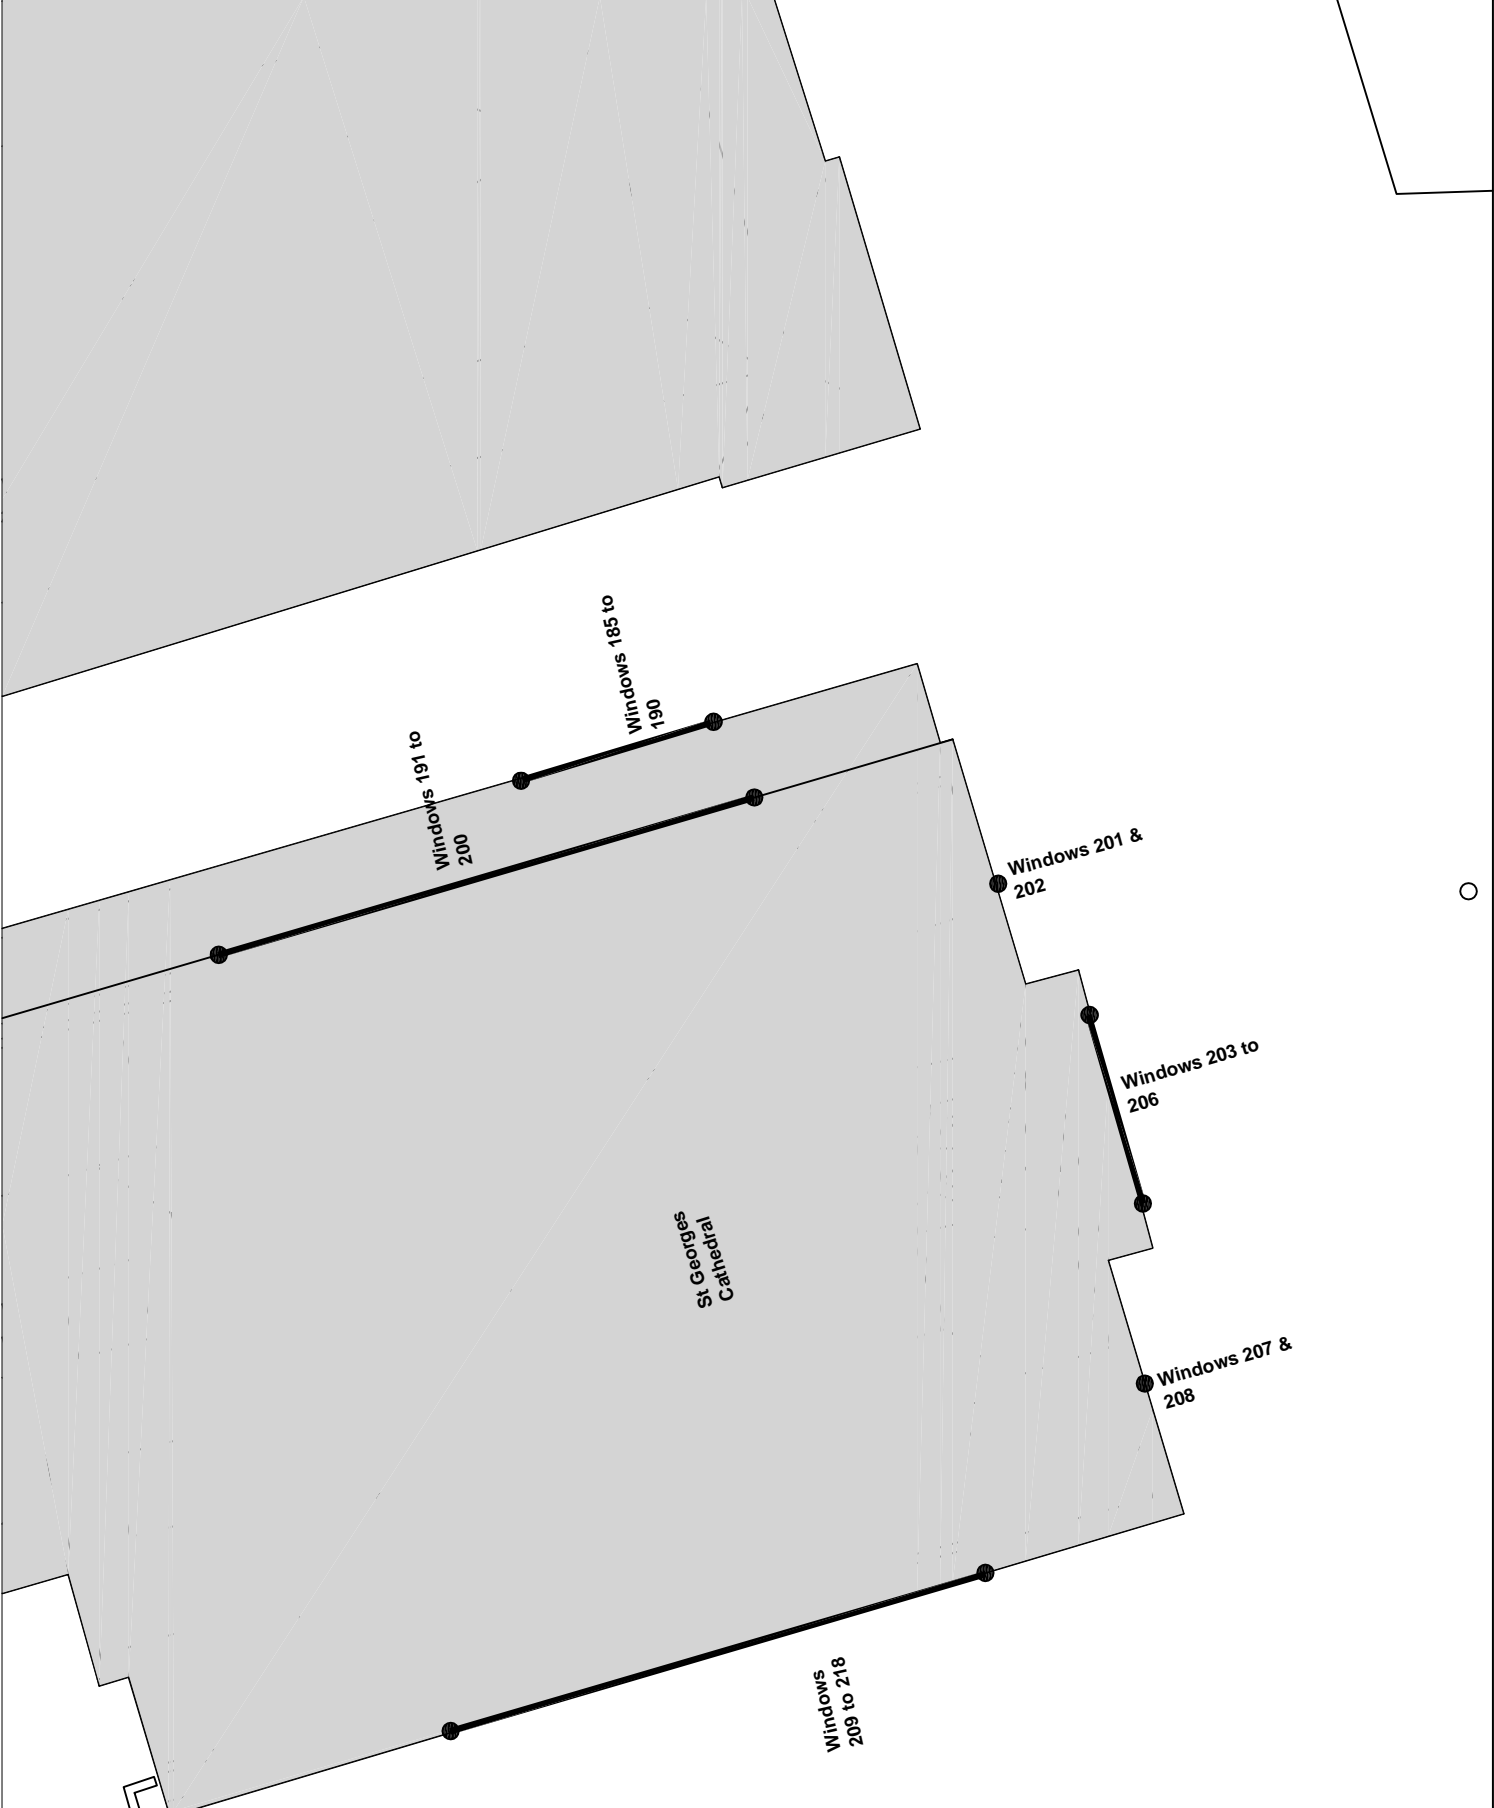 Windows 185 to
190
Windows 191 to
200
Windows 201 &
202
Windows 203 to
206
St Georges
Cathedral
Windows 207 &
208
Windows
209 to 218